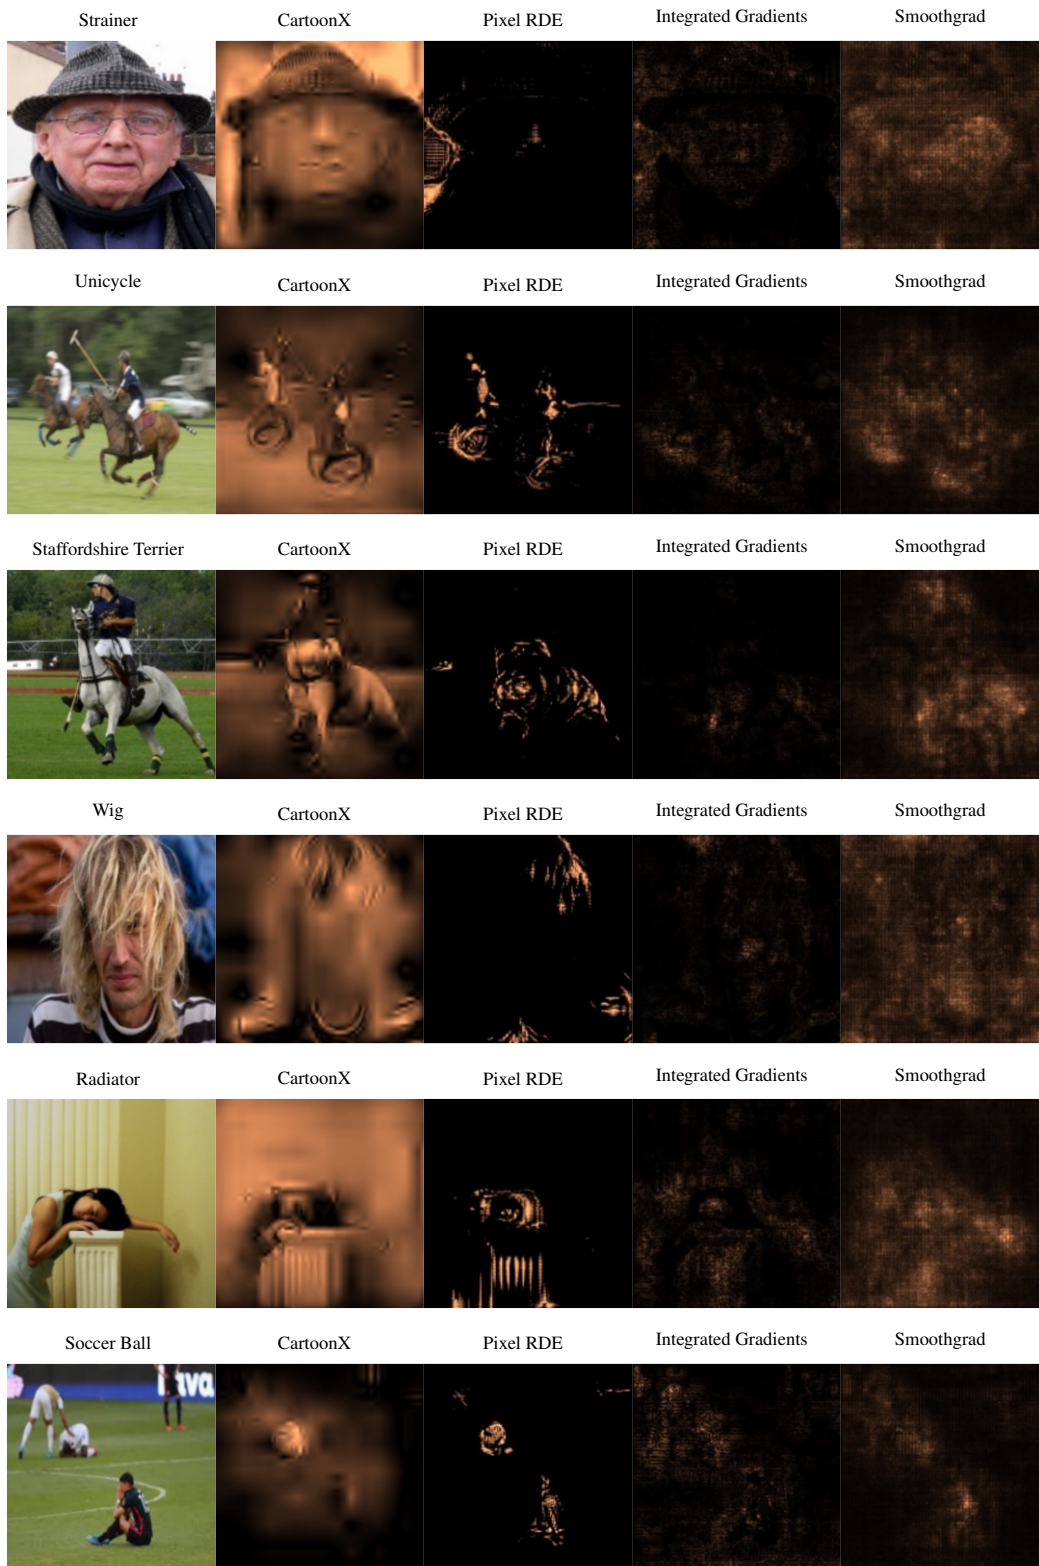 Strainer CartoonX Pixel RDE Integrated Gradients Smoothgrad
Unicycle CartoonX Pixel RDE Integrated Gradients Smoothgrad
Staffordshire Terrier CartoonX Pixel RDE Integrated Gradients Smoothgrad
Wig CartoonX Pixel RDE Integrated Gradients Smoothgrad
Radiator CartoonX Pixel RDE Integrated Gradients Smoothgrad
Soccer Ball CartoonX Pixel RDE Integrated Gradients Smoothgrad